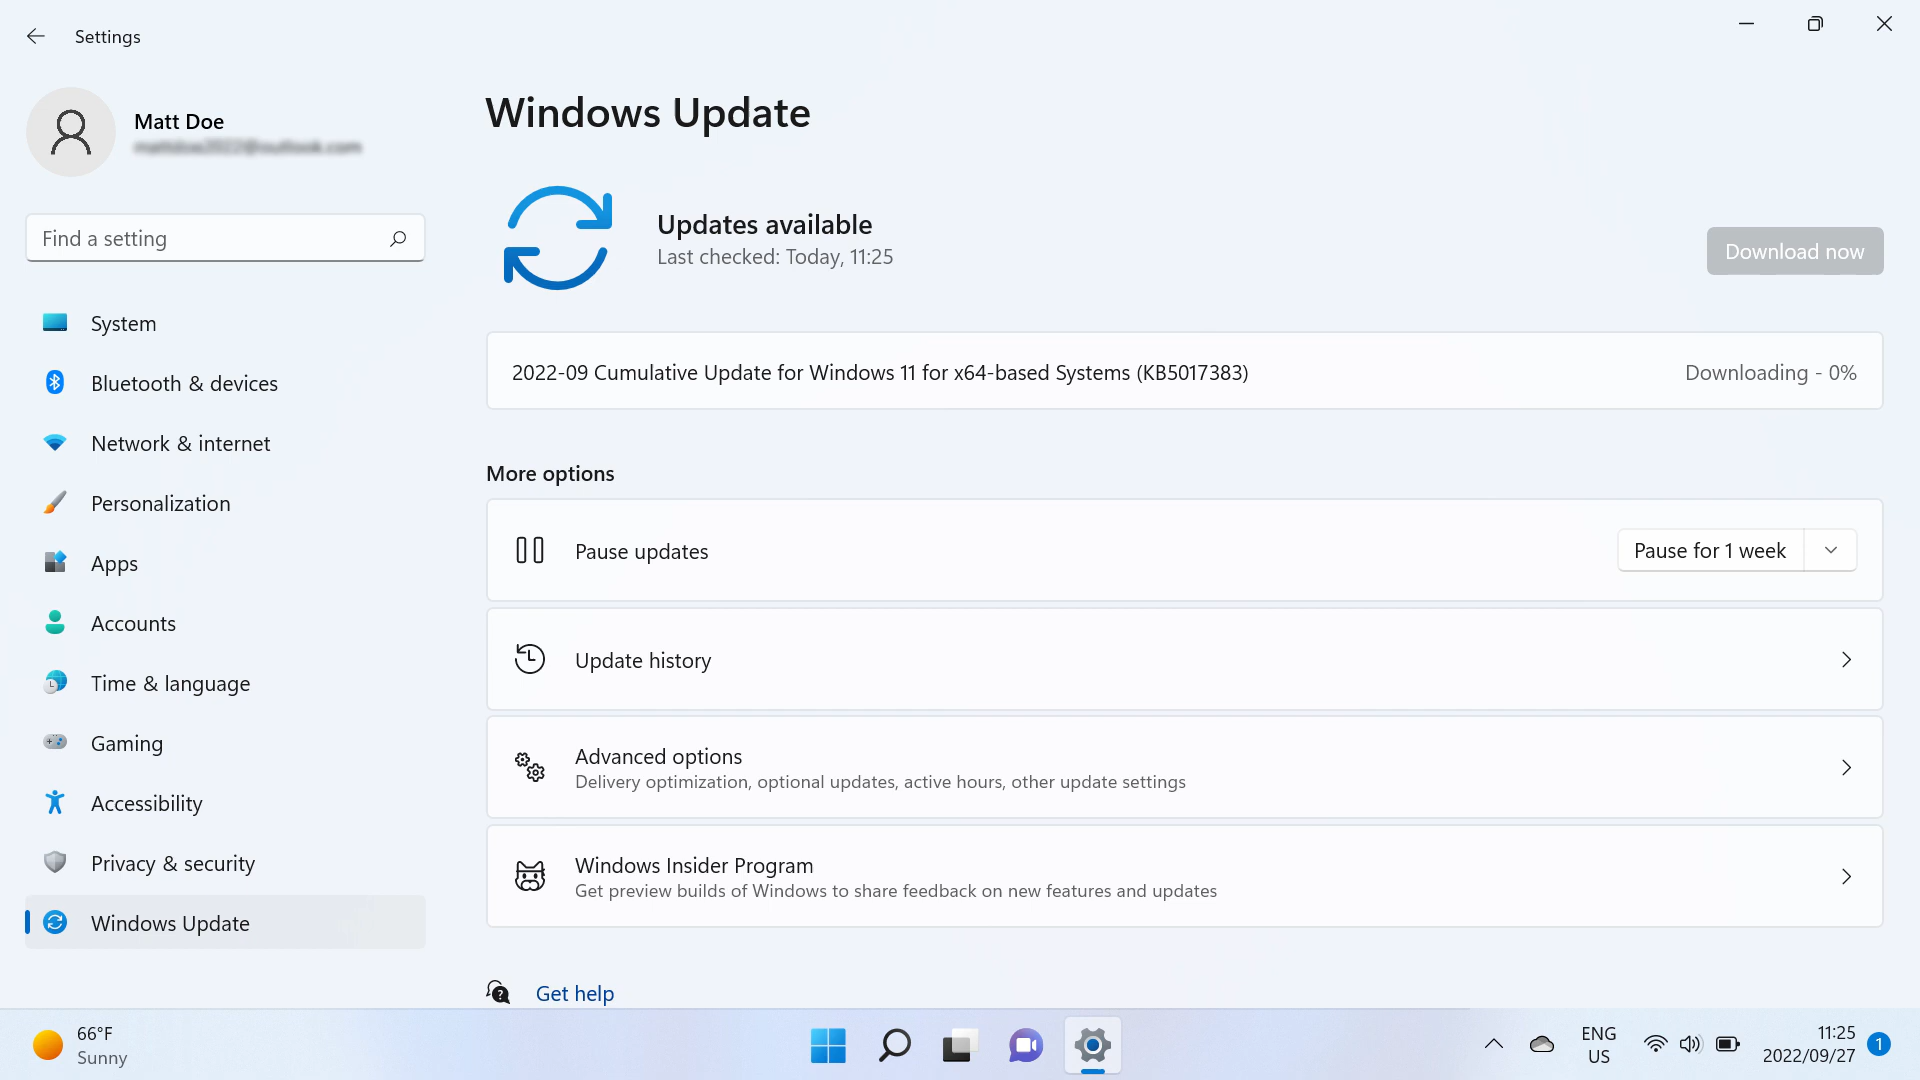 Settings
Matt Doe
Find a setting
System
Bluetooth & devices
Network & internet
Personalization
Apps
Accounts
Time & language
Gaming
Accessibility
Privacy & security
Windows Update
Windows Update
Updates available
Last checked: Today, 11:25
Download now
2022-09 Cumulative Update for Windows 11 for x64-based Systems (KB5017383)
Downloading - 0%
More options
Pause updates
Pause for 1 week
Update history
Advanced options
Delivery optimization, optional updates, active hours, other update settings
Windows Insider Program
Get preview builds of Windows to share feedback on new features and updates
Get help
66°F
Sunny
ENG
US
11:25
2022/09/27
1